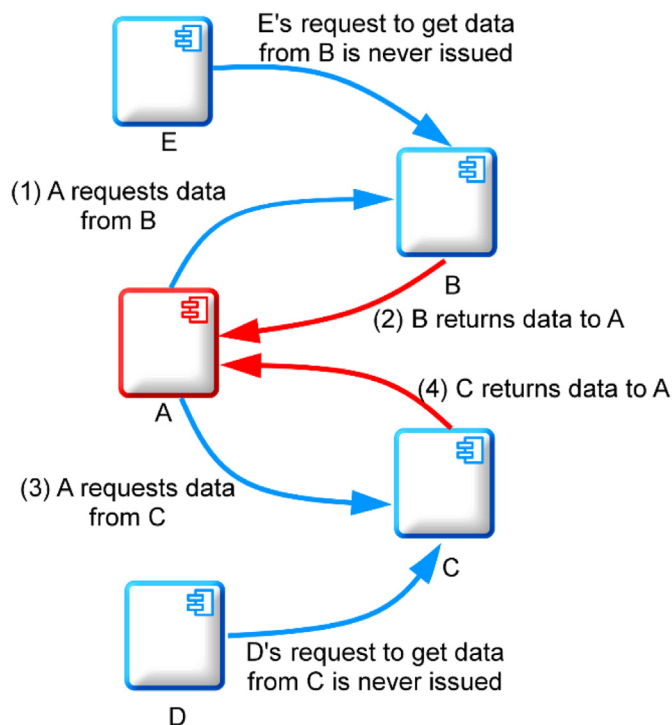 E's request to get data
from B is never issued
E
(1) A requests data
from B
B
(2) B returns data to A
A
(4) C returns data to A
(3) A requests data
from C
C
D's request to get data
from C is never issued
D